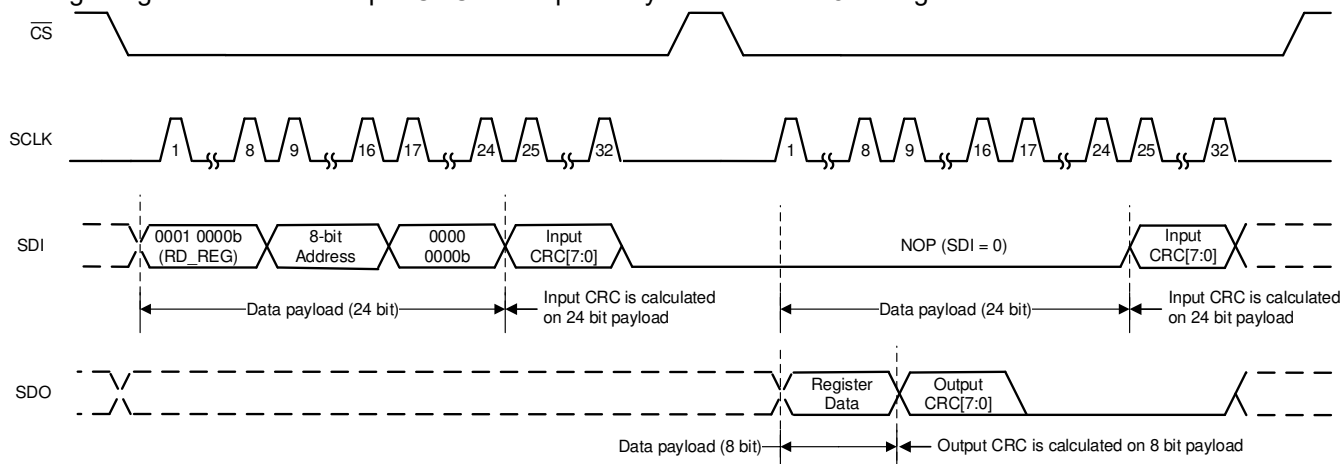 CS
SCLK
1 8 9 16 17 24 25 32 1 8 9 16 17 24 25 32
SDI
0001 0000b
(RD_REG)
8-bit
Address
0000
0000b
Input
CRC[7:0]
NOP (SDI = 0)
Input
CRC[7:0]
Data payload (24 bit)
Input CRC is calculated
on 24 bit payload
Data payload (24 bit)
Input CRC is calculated
on 24 bit payload
SDO
Register
Data
Output
CRC[7:0]
Data payload (8 bit)
Output CRC is calculated on 8 bit payload